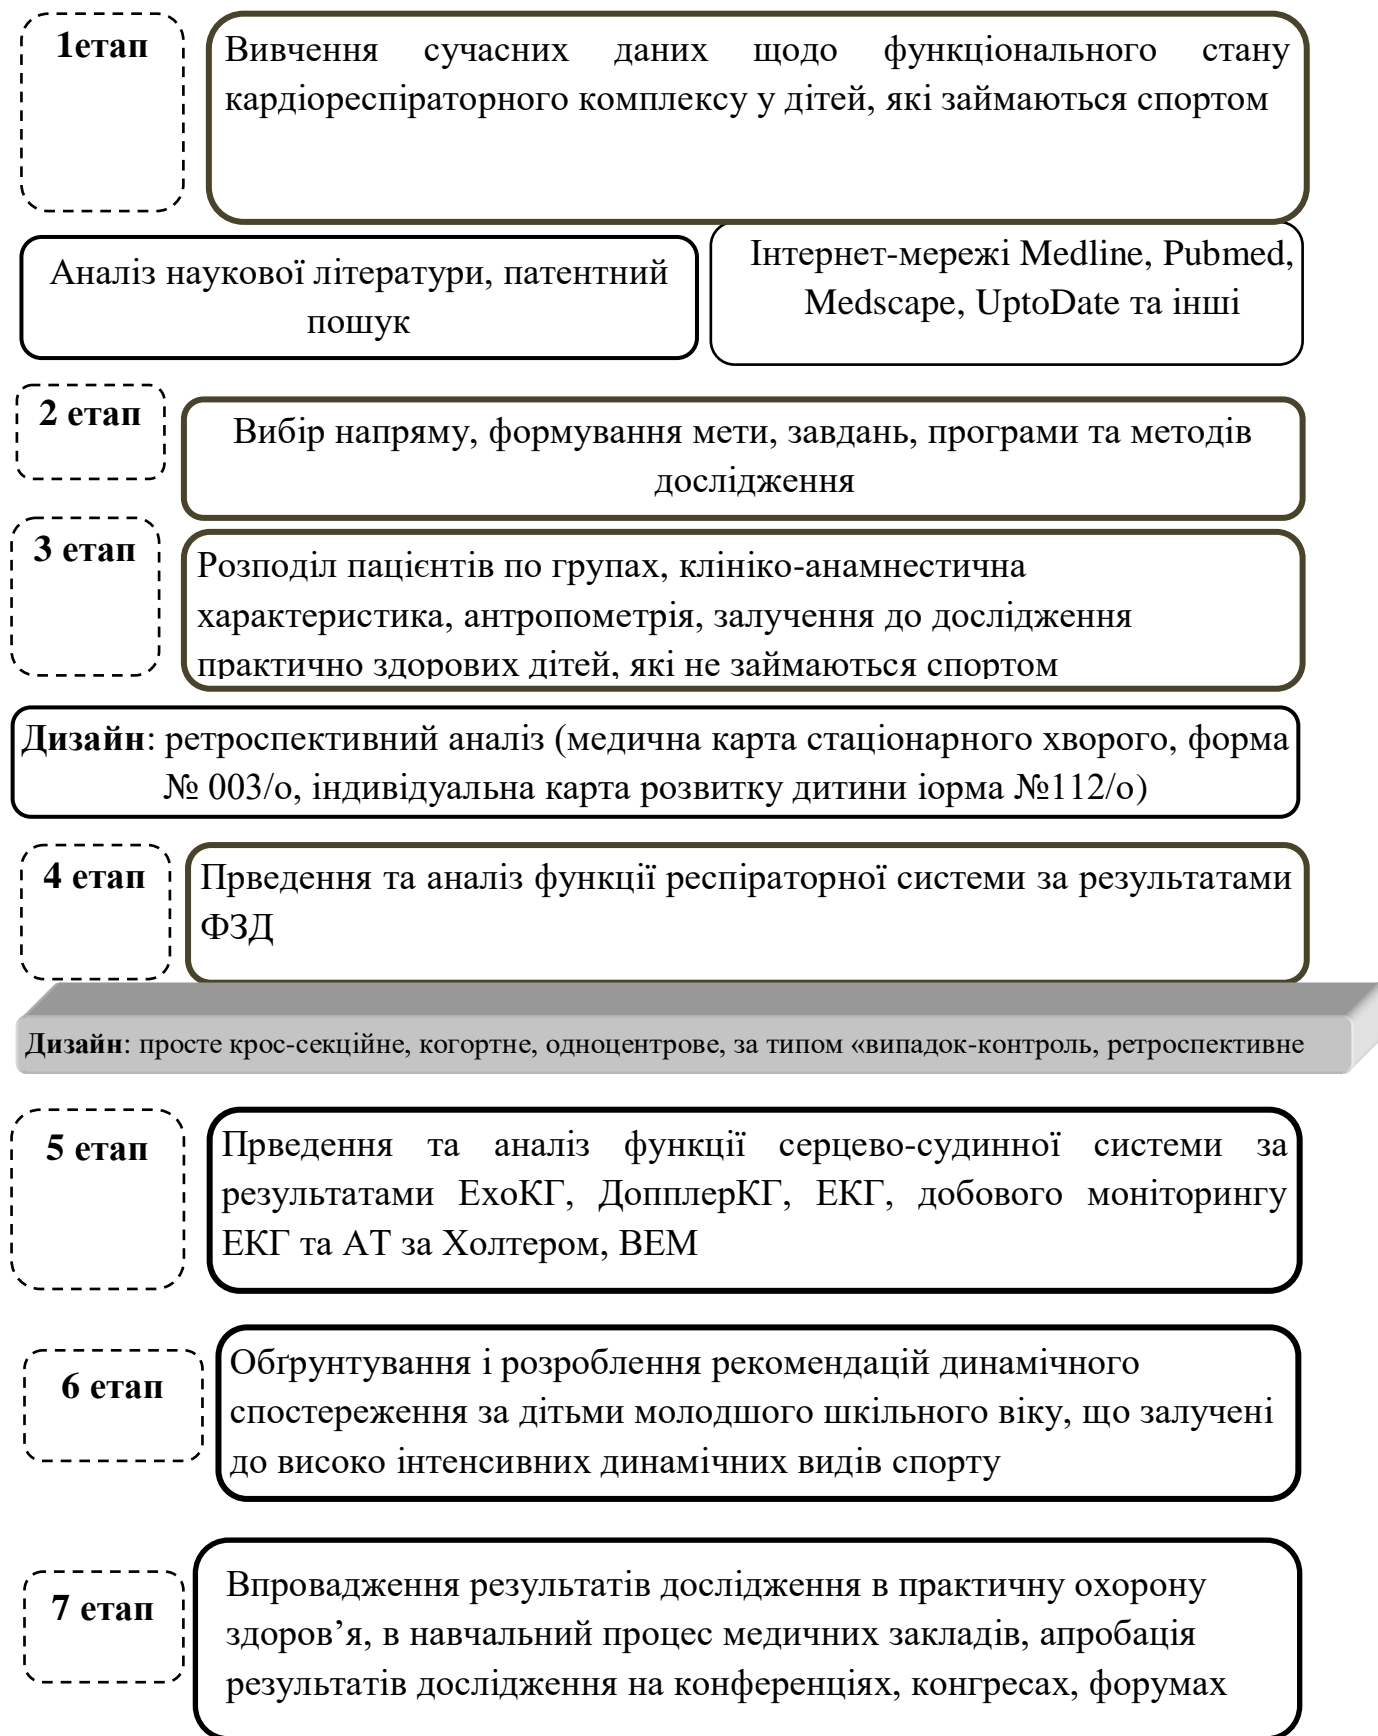 1етап
Вивчення сучасних даних щодо функціонального стану
кардіореспіраторного комплексу у дітей, які займаються спортом
Аналіз наукової літератури, патентний
пошук
Інтернет-мережі Medline, Pubmed,
Medscape, UptoDate та інші
2 етап
Вибір напряму, формування мети, завдань, програми та методів
дослідження
3 етап
Розподіл пацієнтів по групах, клініко-анамнестична
характеристика, антропометрія, залучення до дослідження
практично здорових дітей, які не займаються спортом
Дизайн: ретроспективний аналіз (медична карта стаціонарного хворого, форма
№ 003/о, індивідуальна карта розвитку дитини іорма №112/о)
4 етап
Прведення та аналіз функції респіраторної системи за результатами
ФЗД
Дизайн: просте крос-секційне, когортне, одноцентрове, за типом «випадок-контроль, ретроспективне
5 етап
Прведення та аналіз функції серцево-судинної системи за
результатами ЕхоКГ, ДопплерКГ, ЕКГ, добового моніторингу
ЕКГ та АТ за Холтером, ВЕМ
6 етап
Обґрунтування і розроблення рекомендацій динамічного
спостереження за дітьми молодшого шкільного віку, що залучені
до високо інтенсивних динамічних видів спорту
7 етап
Впровадження результатів дослідження в практичну охорону
здоров’я, в навчальний процес медичних закладів, апробація
результатів дослідження на конференціях, конгресах, форумах